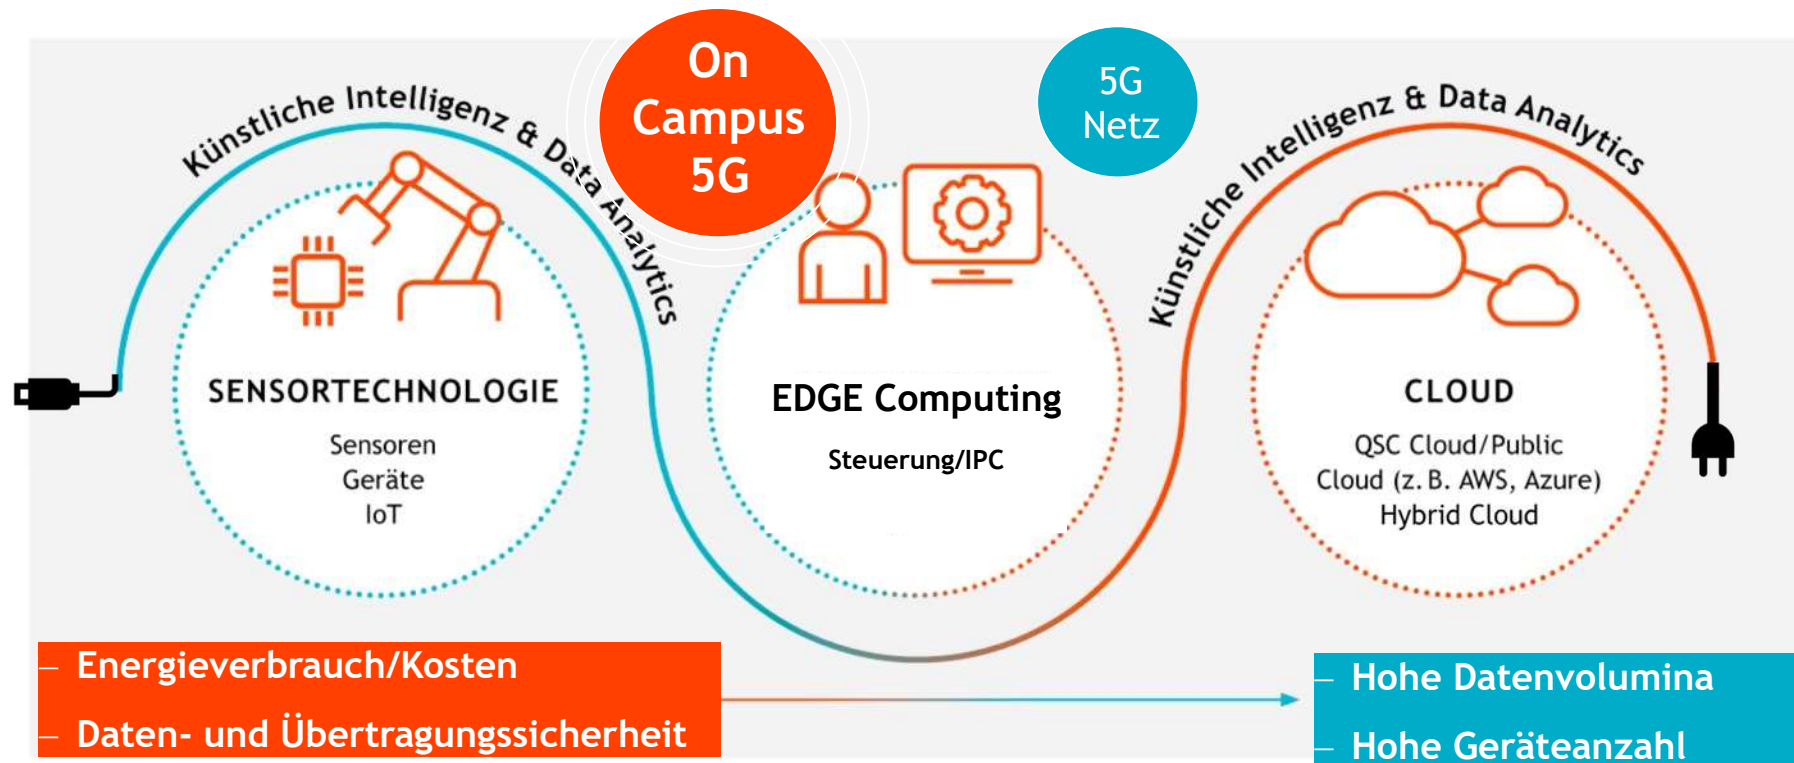 On
Campus
5G
5G
Netz
Künstliche Intelligenz & Data Analytics
Künstliche Intelligenz & Data Analytics
SENSORTECHNOLOGIE
Sensoren
Geräte
IoT
EDGE Computing
Steuerung/IPC
CLOUD
QSC Cloud/Public
Cloud (z. B. AWS, Azure)
Hybrid Cloud
– Energieverbrauch/Kosten
– Daten- und Übertragungssicherheit
– Hohe Datenvolumina
– Hohe Geräteanzahl